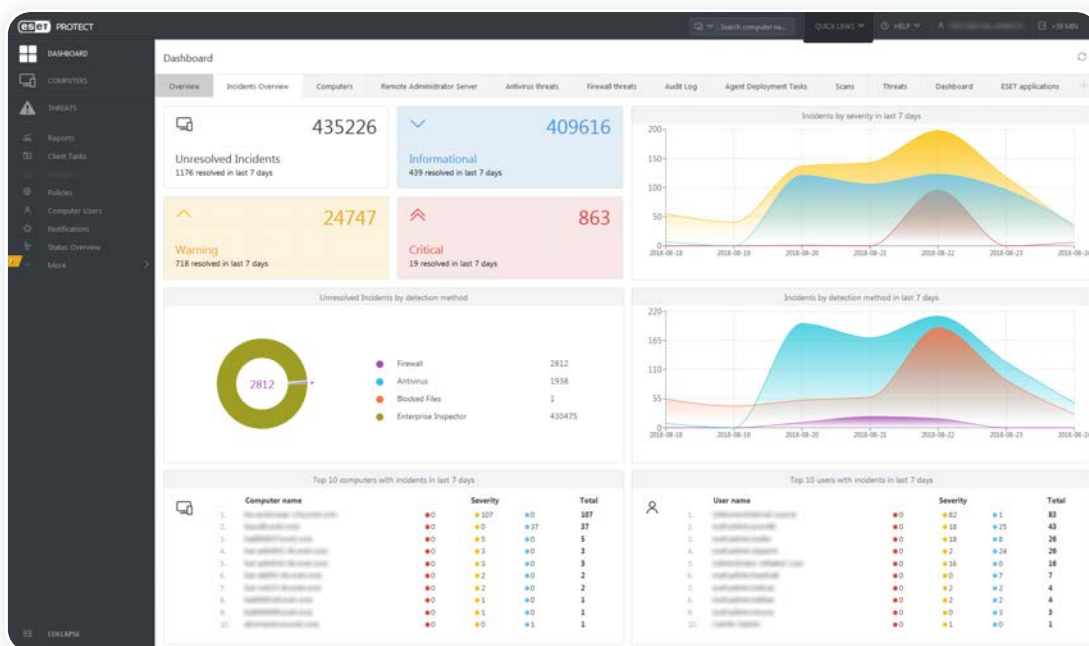 eset PROTECT
Search computer na...
QUICK LINKS
HELP
>59 MIN
DASHBOARD
COMPUTERS
THREATS
Reports
Client Tasks
Policies
Computer Users
Notifications
Status Overview
More
COLLAPSE
Dashboard
Overview Incidents Overview Computers Remote Administrator Server Antivirus threats Firewall threats Audit Log Agent Deployment Tasks Scans Threats Dashboard ESET applications
435226
Unresolved Incidents
1176 resolved in last 7 days
409616
Informational
439 resolved in last 7 days
24747
Warning
718 resolved in last 7 days
863
Critical
19 resolved in last 7 days
Incidents by severity in last 7 days
200
150
100
50
0
2018-08-18 2018-08-19 2018-08-20 2018-08-21 2018-08-22 2018-08-23 2018-08-24
Unresolved Incidents by detection method
2812
Firewall 2812
Antivirus 1938
Blocked Files 1
Enterprise Inspector 430475
Incidents by detection method in last 7 days
220
165
110
55
0
2018-08-18 2018-08-19 2018-08-20 2018-08-21 2018-08-22 2018-08-23 2018-08-24
Top 10 computers with incidents in last 7 days
Computer name Severity Total
1. 0 107 0 107
2. 0 0 37 37
3. 0 5 0 5
4. 0 3 0 3
5. 0 3 0 3
6. 0 2 0 2
7. 0 2 0 2
8. 0 1 0 1
9. 0 1 0 1
10. 0 0 1 1
Top 10 users with incidents in last 7 days
User name Severity Total
1. 0 82 1 83
2. 0 18 25 43
3. 0 18 8 26
4. 0 2 24 26
5. 0 16 0 16
6. 0 0 7 7
7. 0 2 2 4
8. 0 2 2 4
9. 0 0 3 3
10. 0 1 0 1